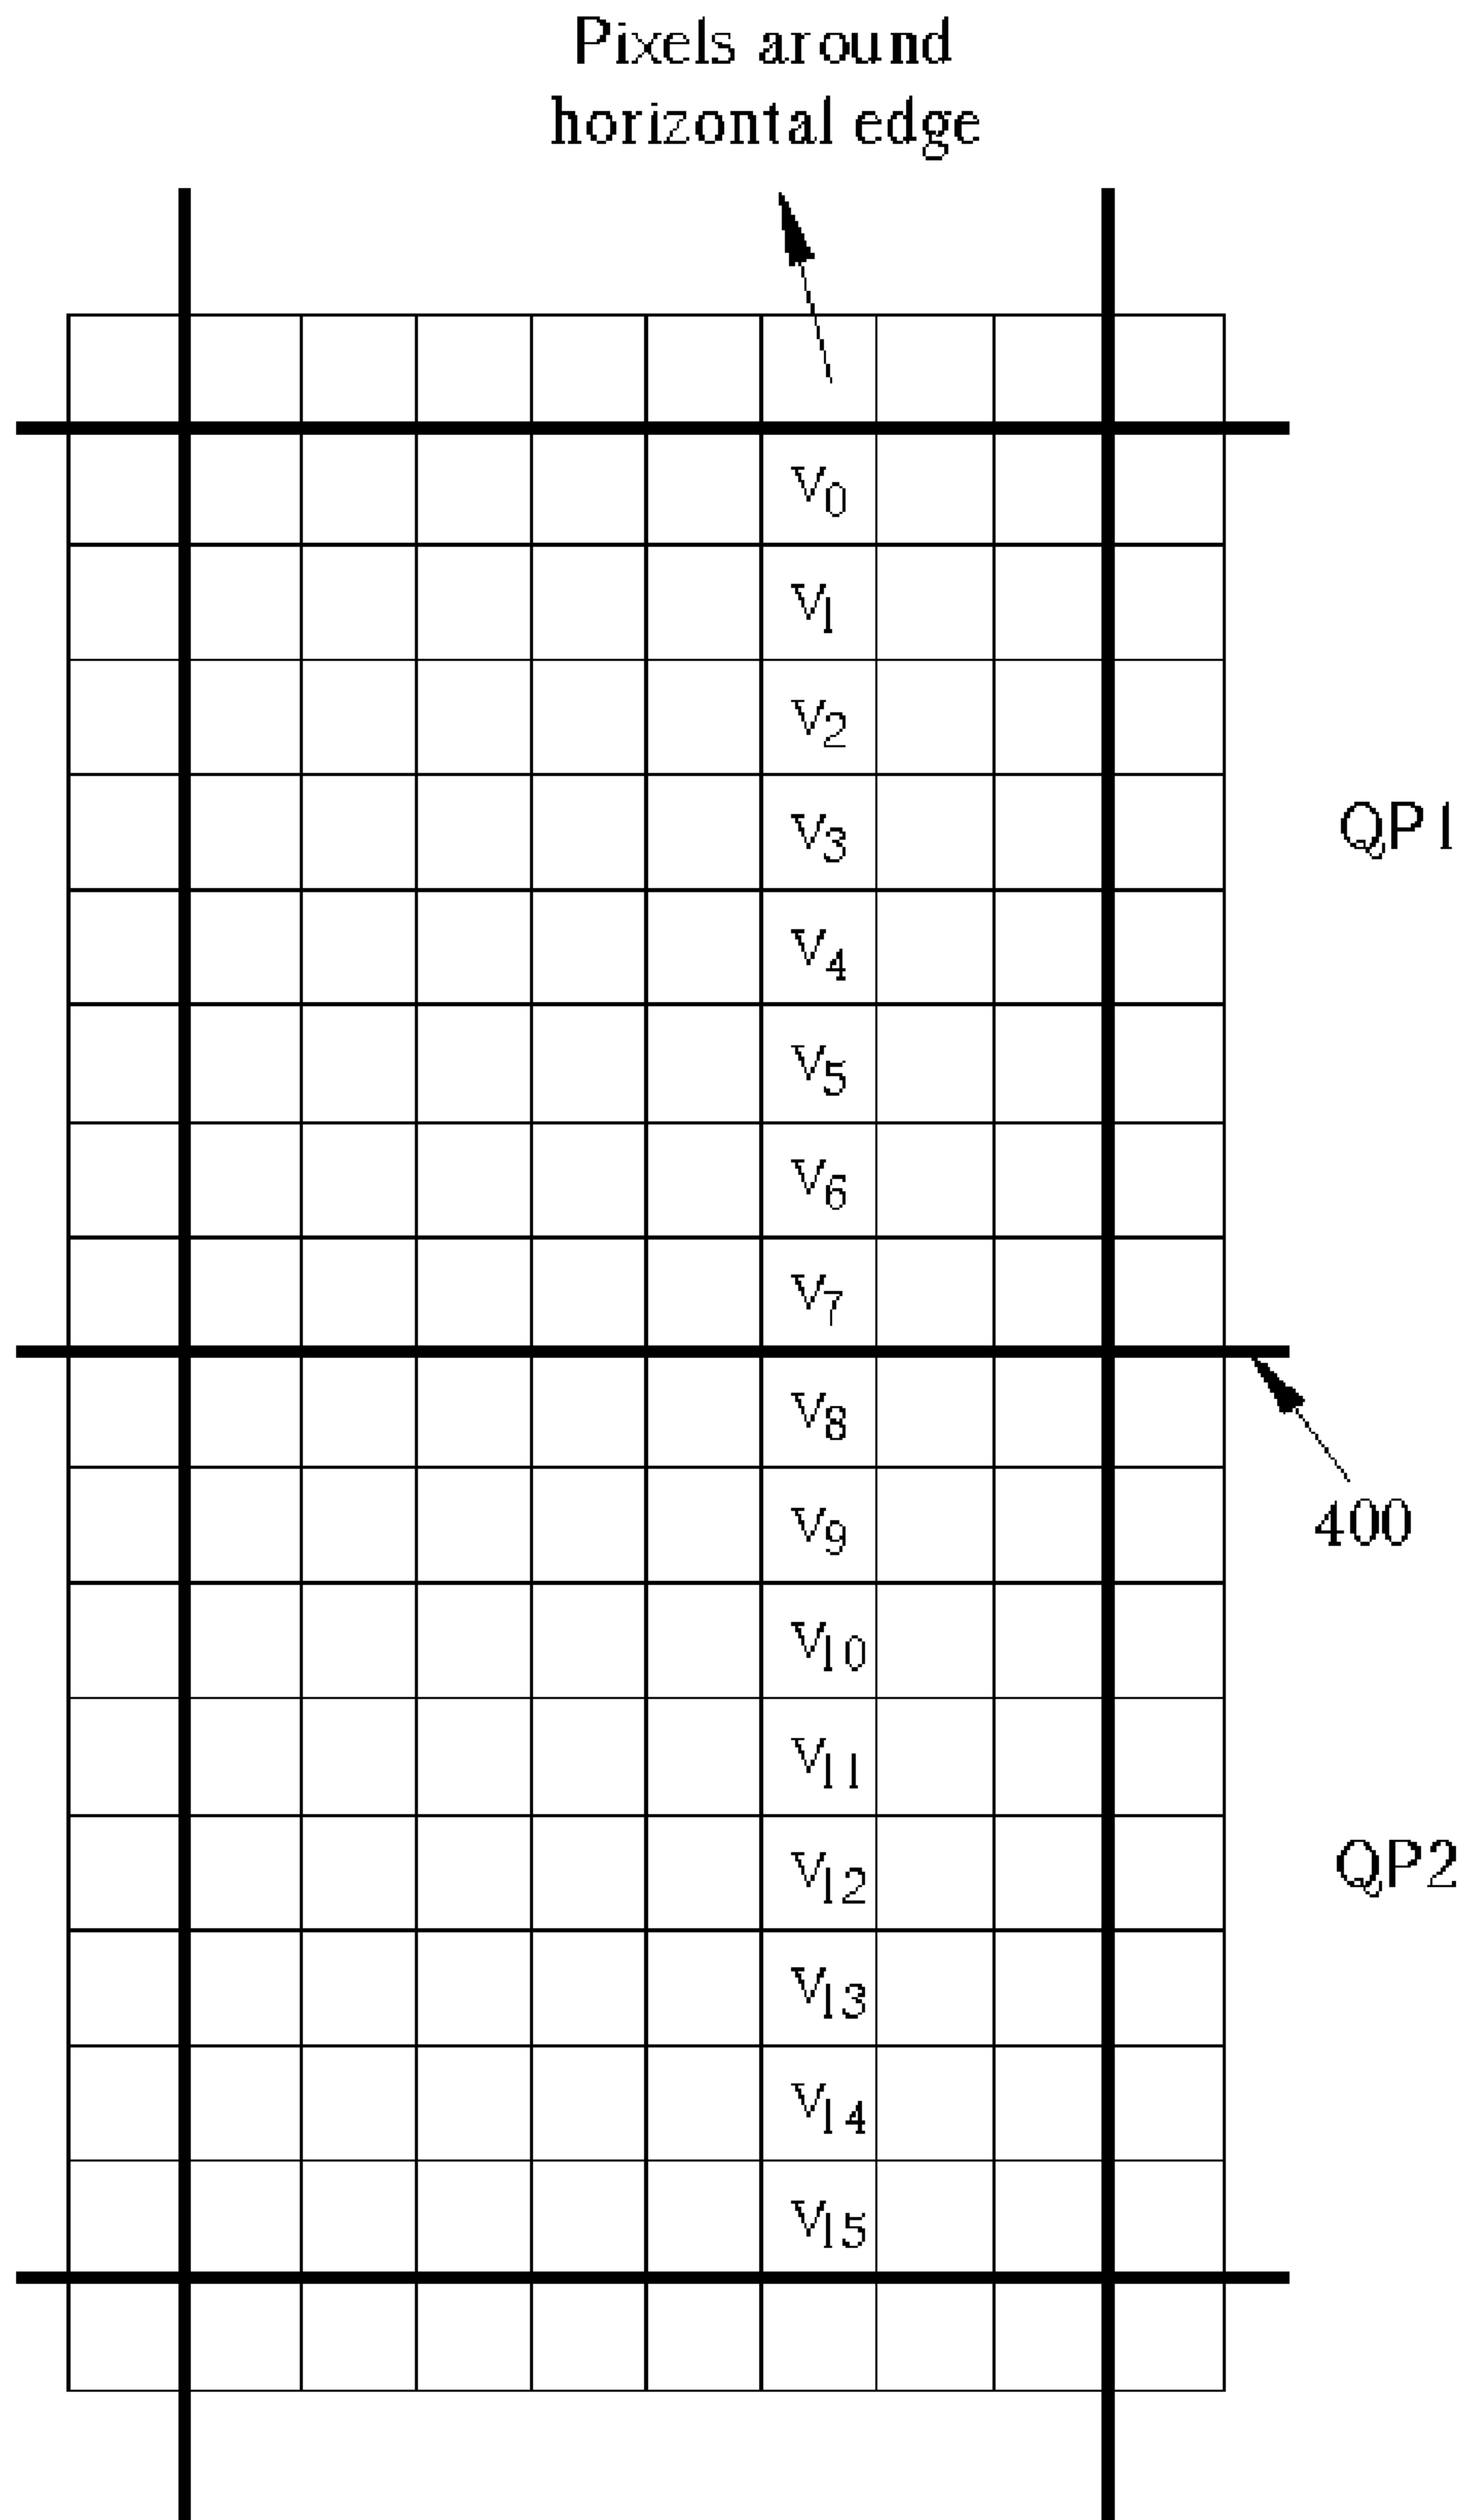 Pixels around
horizontal edge
V0
V1
V2
V3
QP1
V4
V5
V6
V7
V8
V9
400
V10
V11
V12
QP2
V13
V14
V15